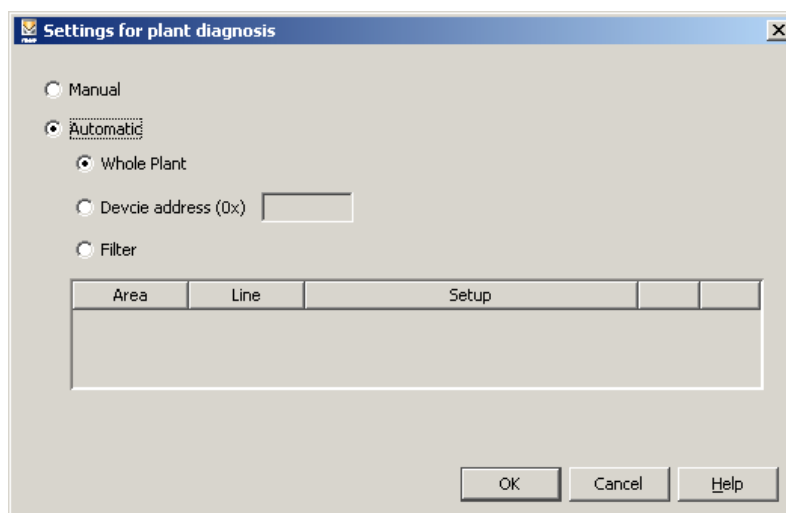 Settings for plant diagnosis
Manual
Automatic
Whole Plant
Devcie address (0x)
Filter
Area Line Setup
OK Cancel Help